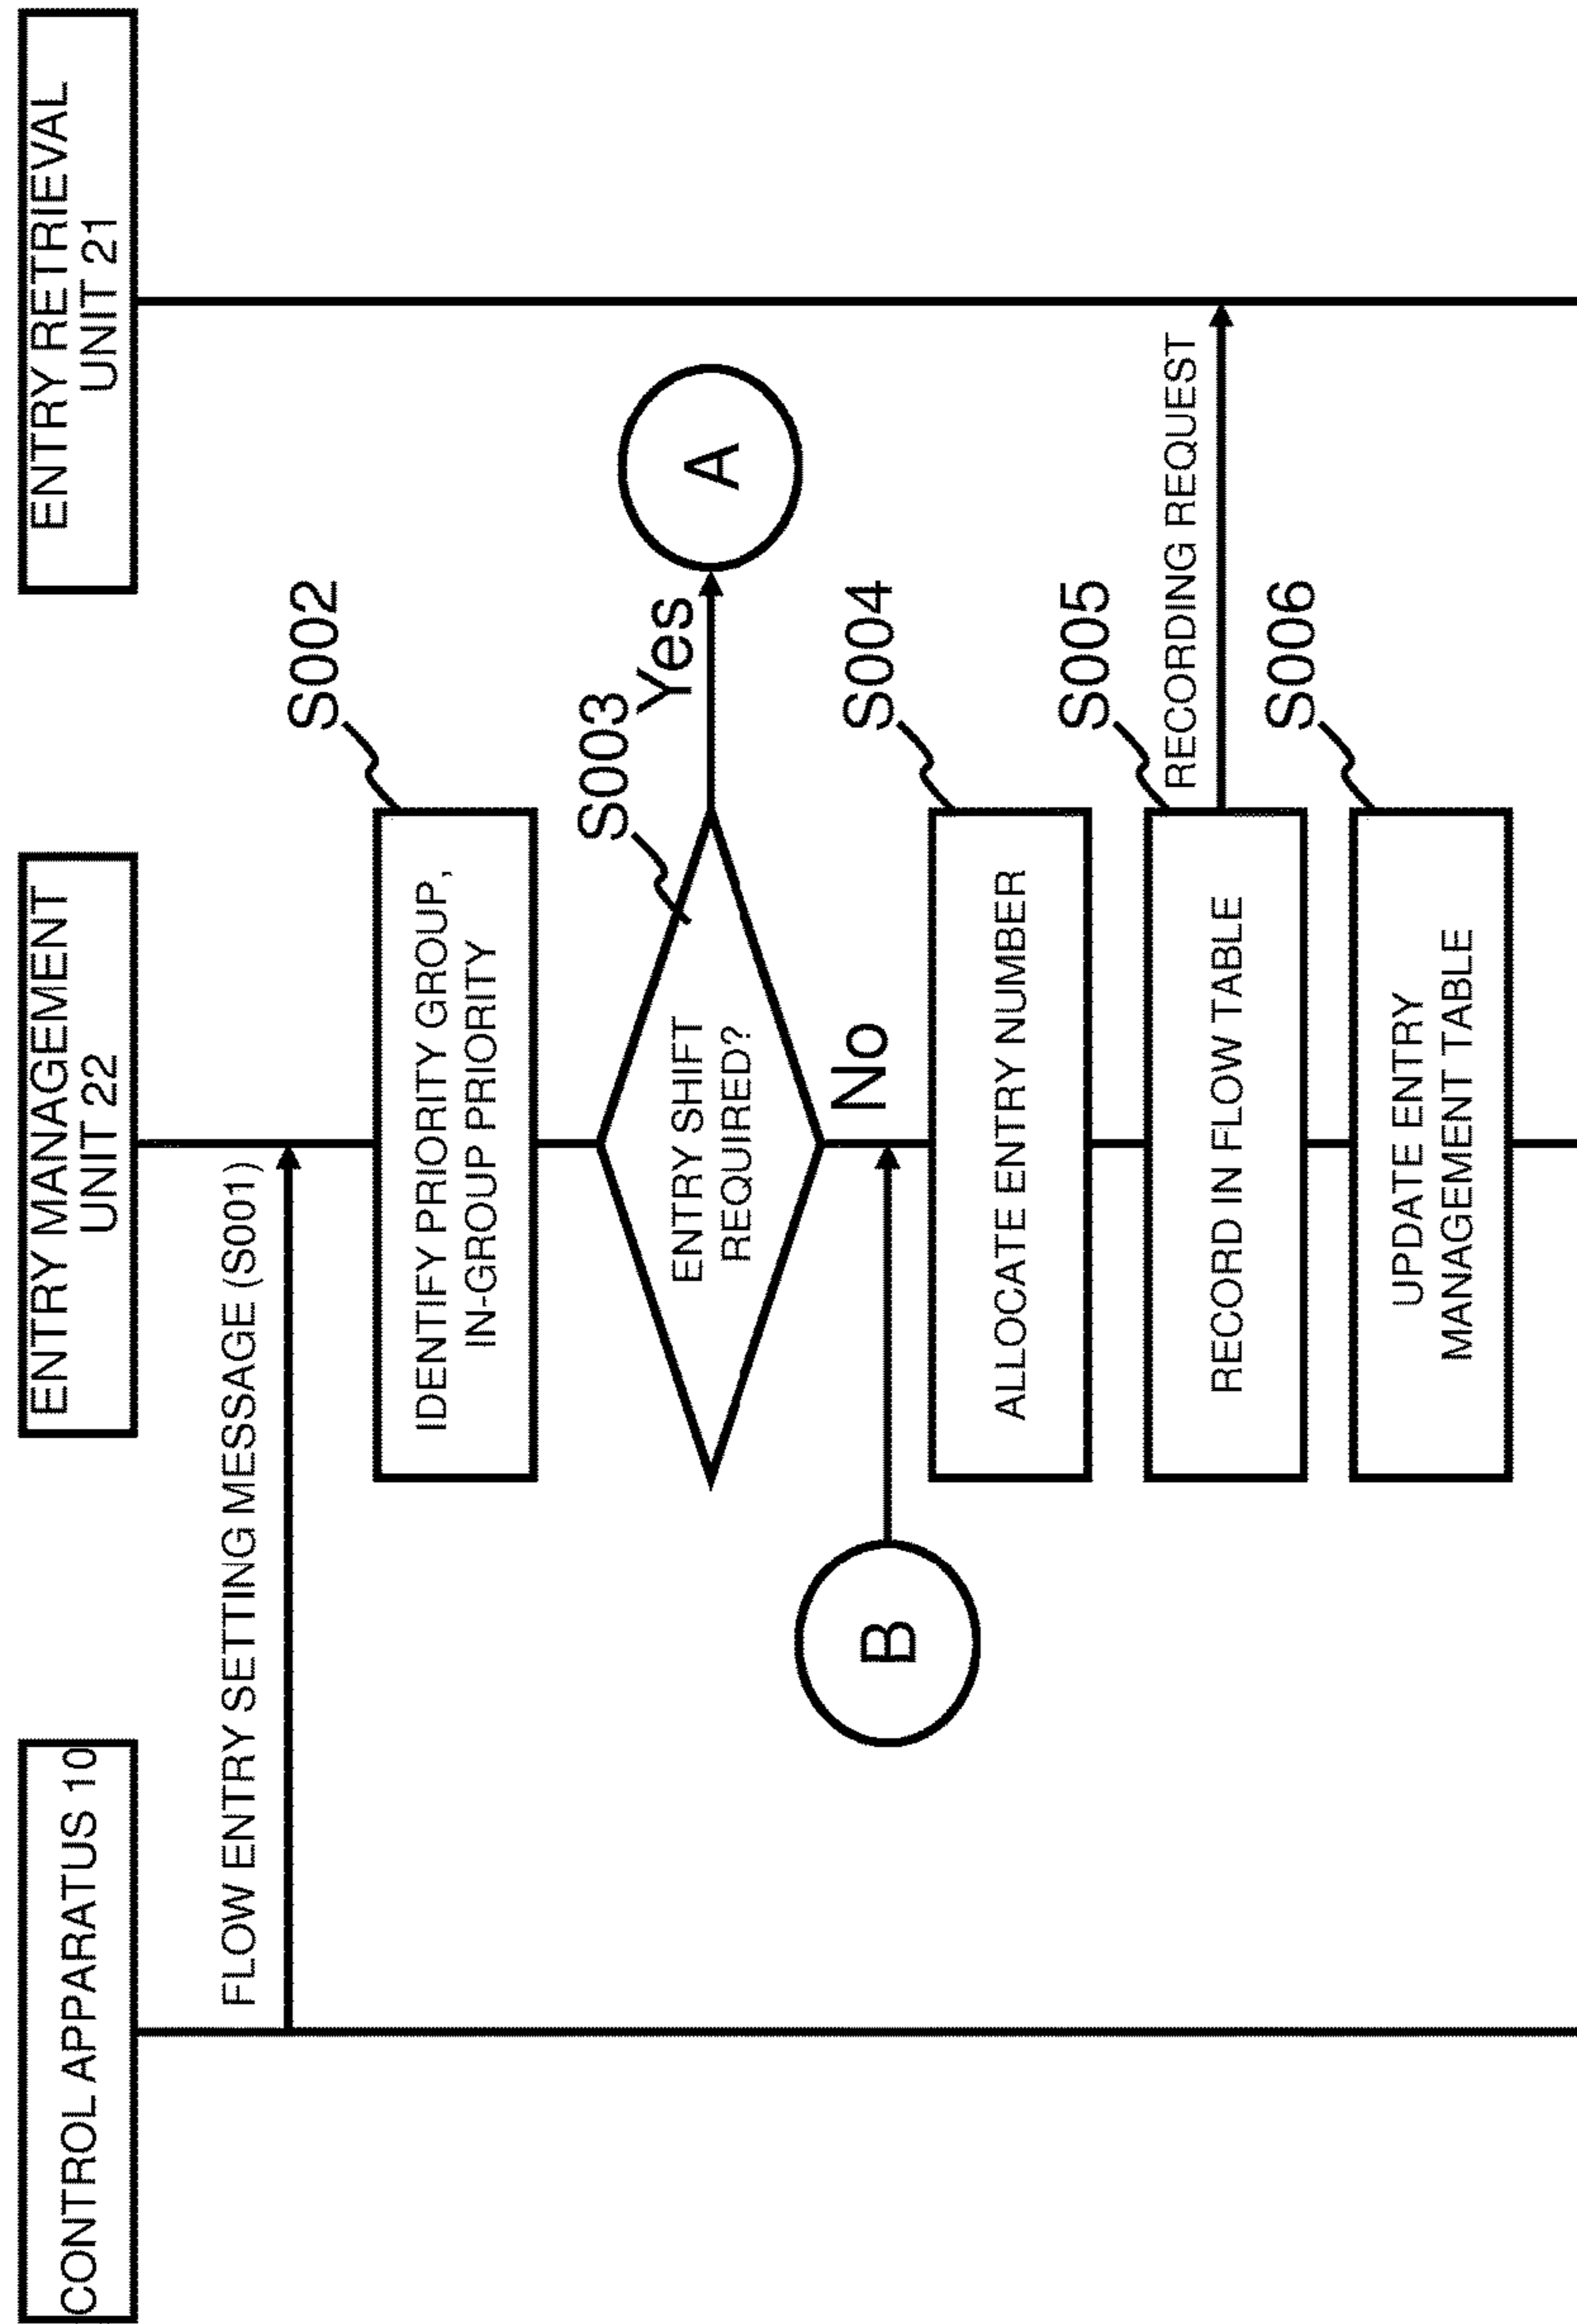 CONTROL APPARATUS 10
ENTRY MANAGEMENT
UNIT 22
ENTRY RETRIEVAL
UNIT 21
FLOW ENTRY SETTING MESSAGE (S001)
S002
IDENTIFY PRIORITY GROUP,
IN-GROUP PRIORITY
S003
Yes
A
ENTRY SHIFT
REQUIRED?
No
B
S004
ALLOCATE ENTRY NUMBER
S005
RECORD IN FLOW TABLE
RECORDING REQUEST
S006
UPDATE ENTRY
MANAGEMENT TABLE